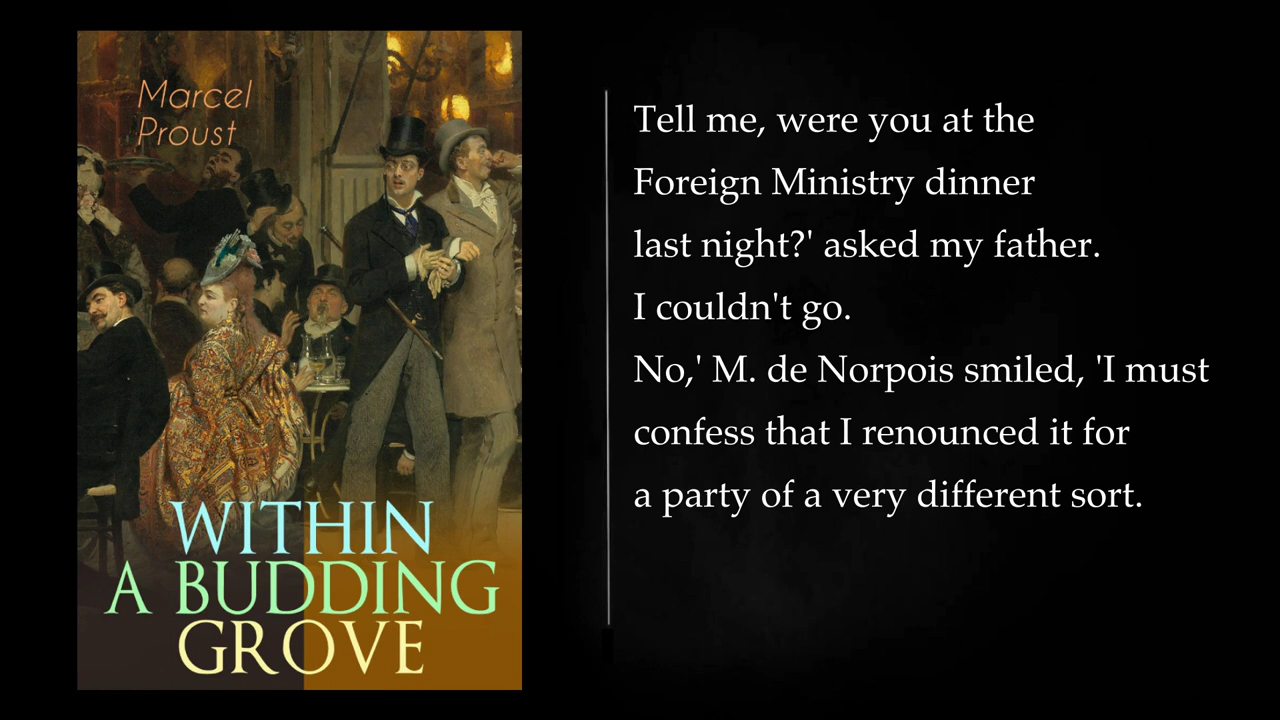 Marcel
Proust
WITHIN
A BUDDING
GROVE
Tell me, were you at the
Foreign Ministry dinner
last night?' asked my father.
I couldn't go.
No,' M. de Norpois smiled, 'I must
confess that I renounced it for
a party of a very different sort.